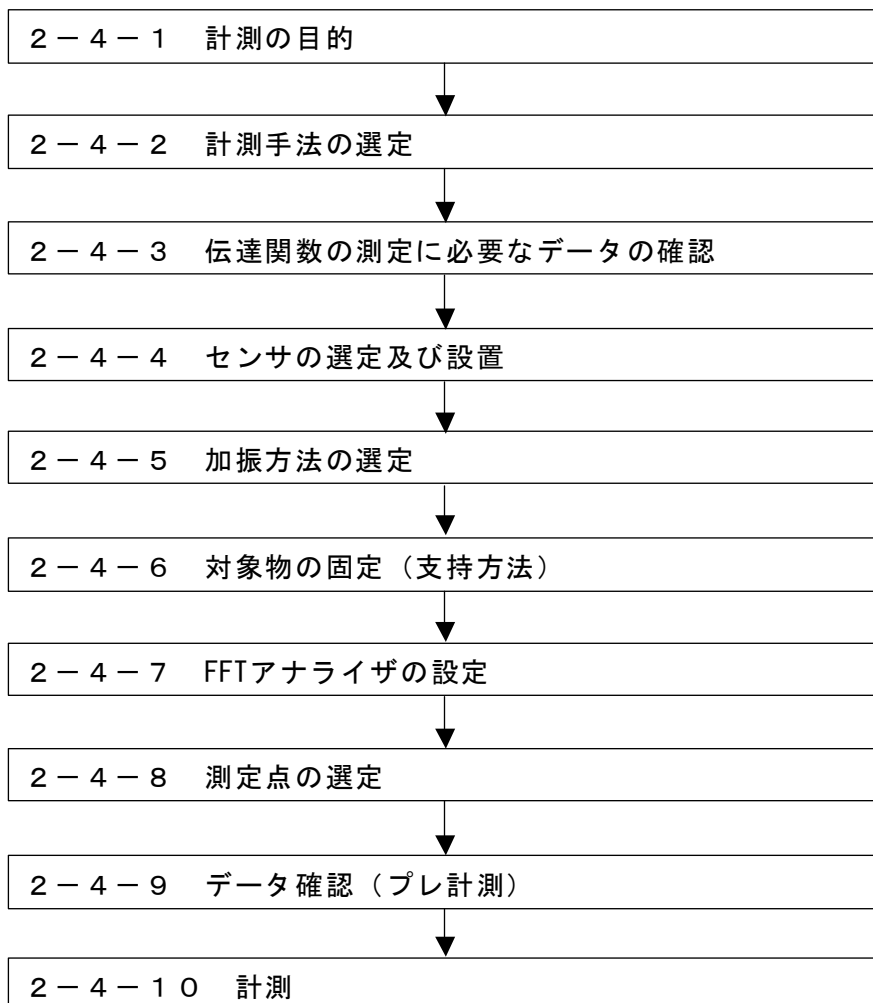 ２－４－１　計測の目的
２－４－２　計測手法の選定
２－４－３　伝達関数の測定に必要なデータの確認
２－４－４　センサの選定及び設置
２－４－５　加振方法の選定
２－４－６　対象物の固定（支持方法）
２－４－７　FFTアナライザの設定
２－４－８　測定点の選定
２－４－９　データ確認（プレ計測）
２－４－１０　計測